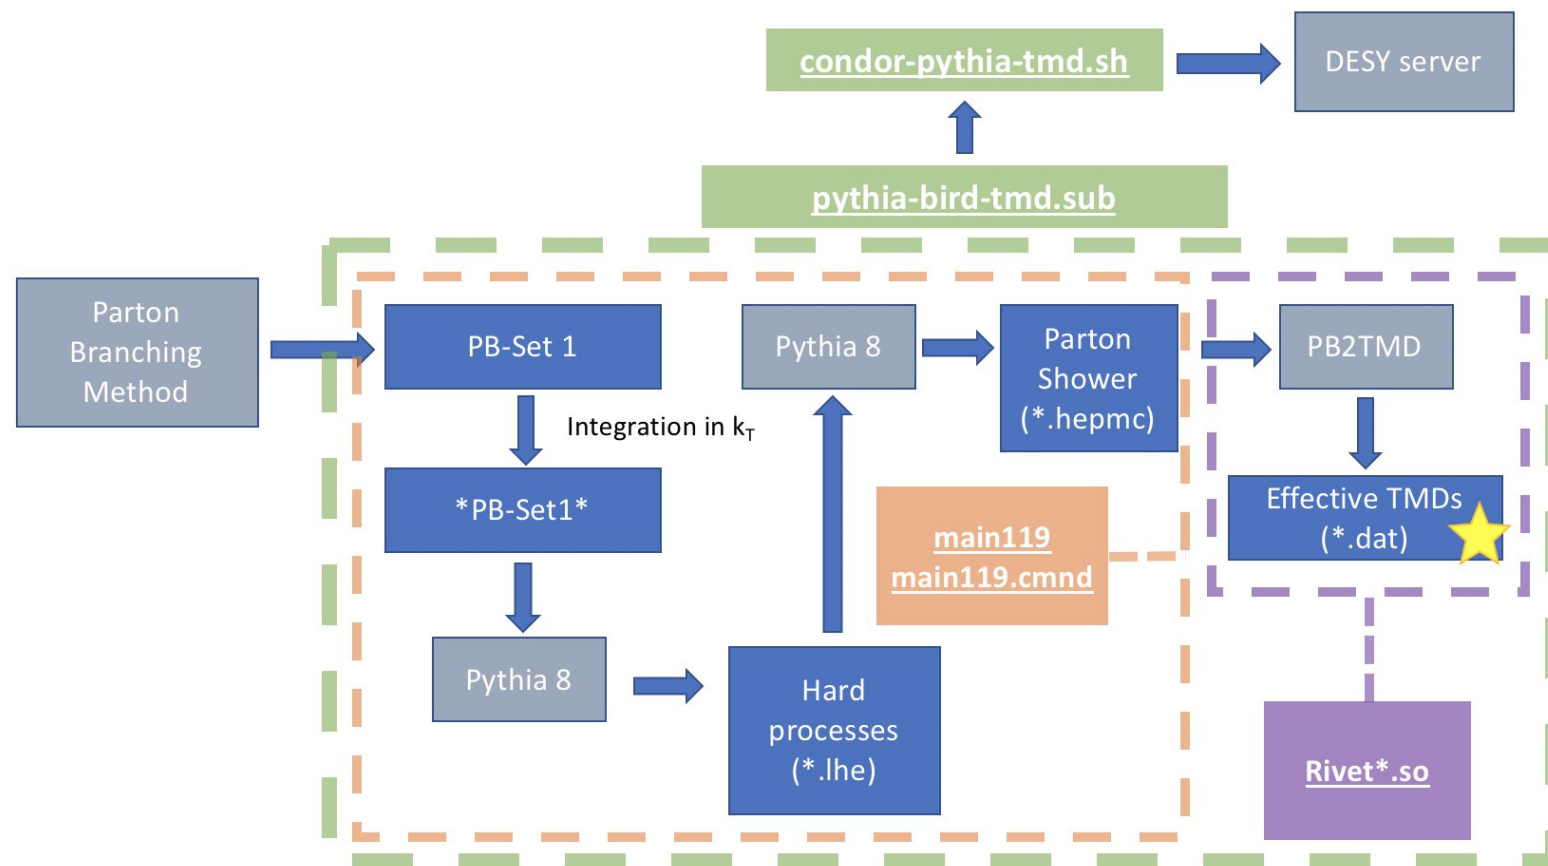 condor-pythia-tmd.sh
DESY server
pythia-bird-tmd.sub
Parton
Branching
Method
PB-Set 1
Integration in kT
*PB-Set1*
Pythia 8
Hard
processes
(*.lhe)
Pythia 8
Parton
Shower
(*.hepmc)
main119
main119.cmnd
PB2TMD
Effective TMDs
(*.dat)
Rivet*.so